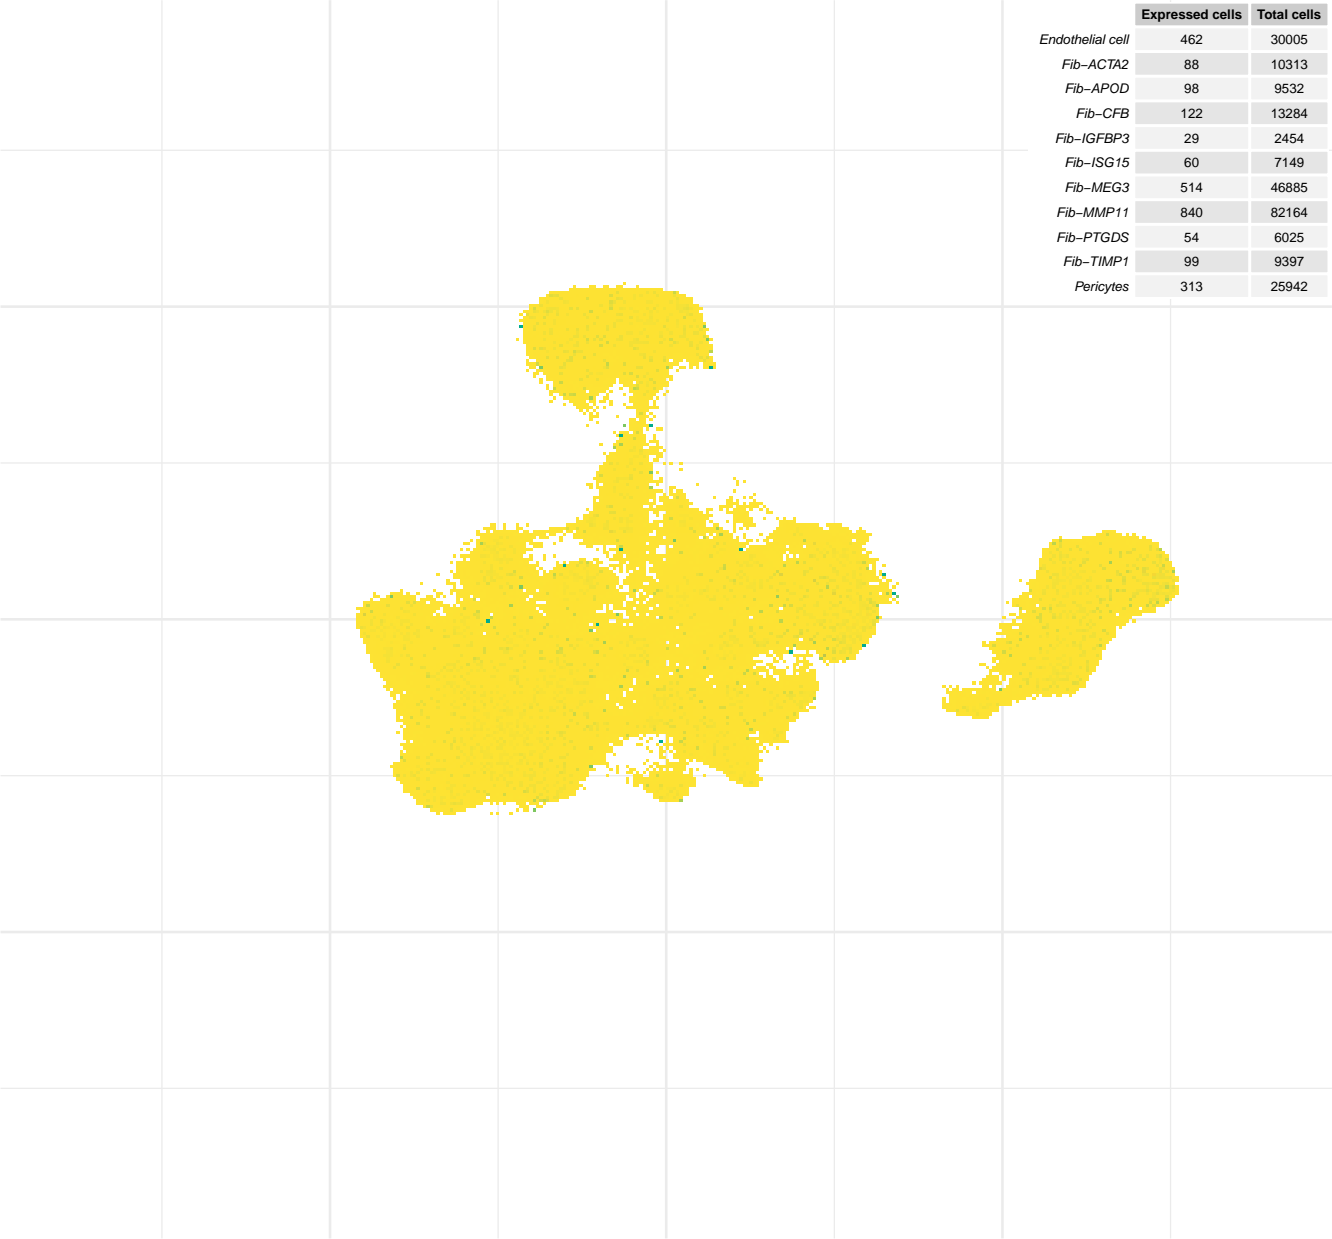 Expressed cells Total cells
Endothelial cell 462 30005
Fib−ACTA2 88 10313
Fib−APOD 98 9532
Fib−CFB 122 13284
Fib−IGFBP3 29 2454
Fib−ISG15 60 7149
Fib−MEG3 514 46885
Fib−MMP11 840 82164
Fib−PTGDS 54 6025
Fib−TIMP1 99 9397
Pericytes 313 25942